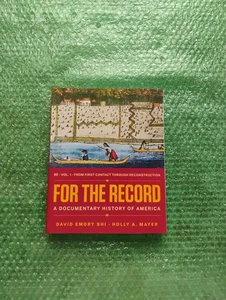 8E • VOL. 1 • FROM FIRST CONTACT THROUGH RECONSTRUCTION
FOR THE RECORD
A DOCUMENTARY HISTORY OF AMERICA
DAVID EMORY SHI • HOLLY A. MAYER